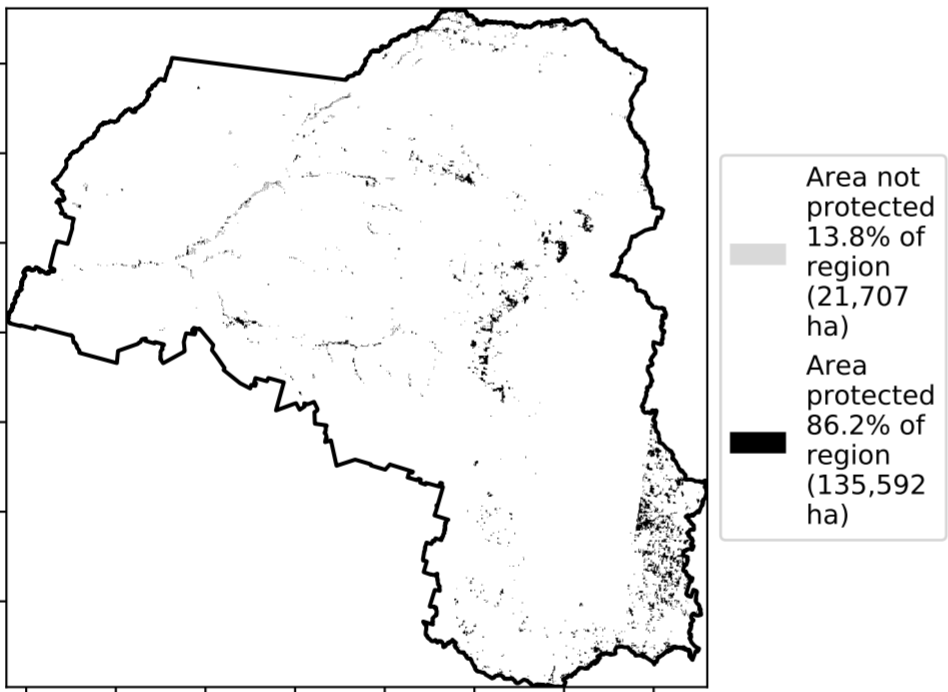 Area not
protected
13.8% of
region
(21,707
ha)
Area
protected
86.2% of
region
(135,592
ha)